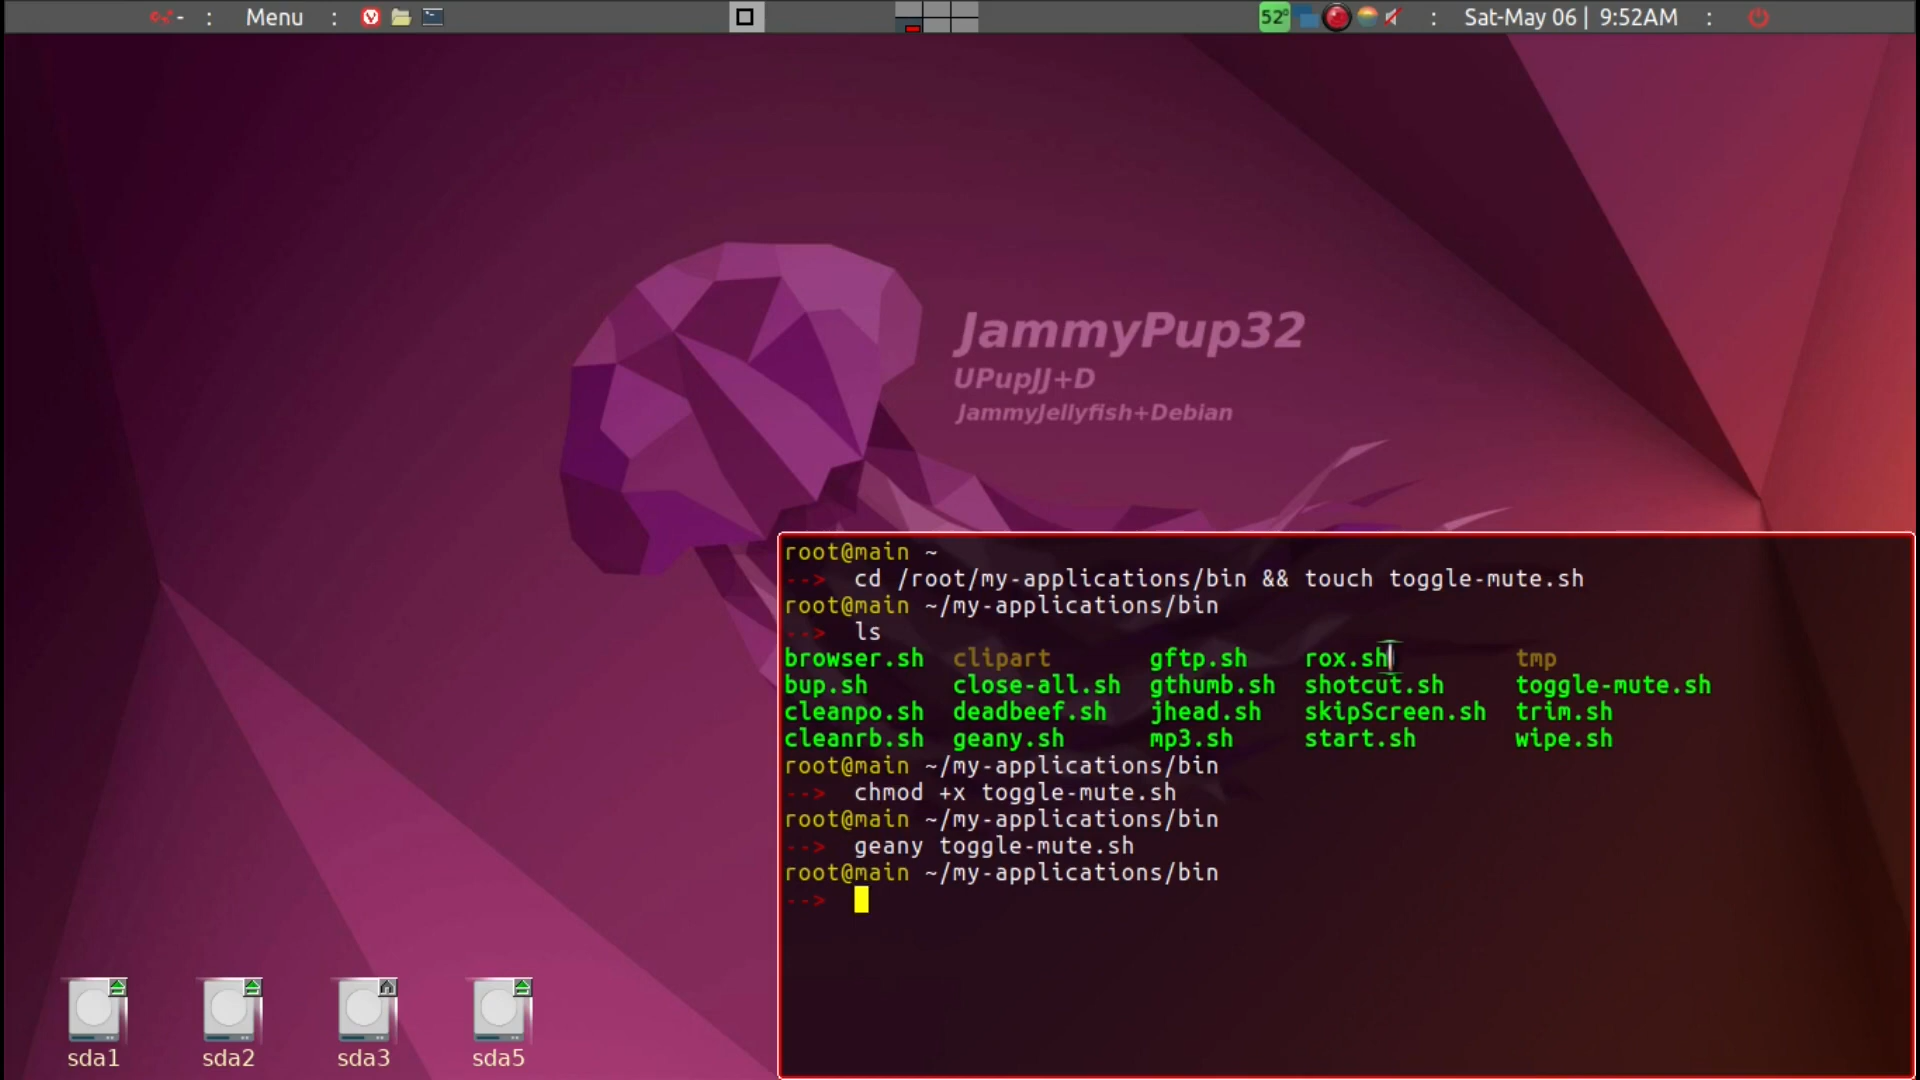 Menu
52°
Sat-May 06 | 9:52AM
JammyPup32
UPupJJ+D
JammyJellyfish+Debian
root@main ~
--> cd /root/my-applications/bin && touch toggle-mute.sh
root@main ~/my-applications/bin
--> ls
browser.sh clipart gftp.sh rox.sh tmp
bup.sh close-all.sh gthumb.sh shotcut.sh toggle-mute.sh
cleanpo.sh deadbeef.sh jhead.sh skipScreen.sh trim.sh
cleanrb.sh geany.sh mp3.sh start.sh wipe.sh
root@main ~/my-applications/bin
--> chmod +x toggle-mute.sh
root@main ~/my-applications/bin
--> geany toggle-mute.sh
root@main ~/my-applications/bin
-->
sda1 sda2 sda3 sda5